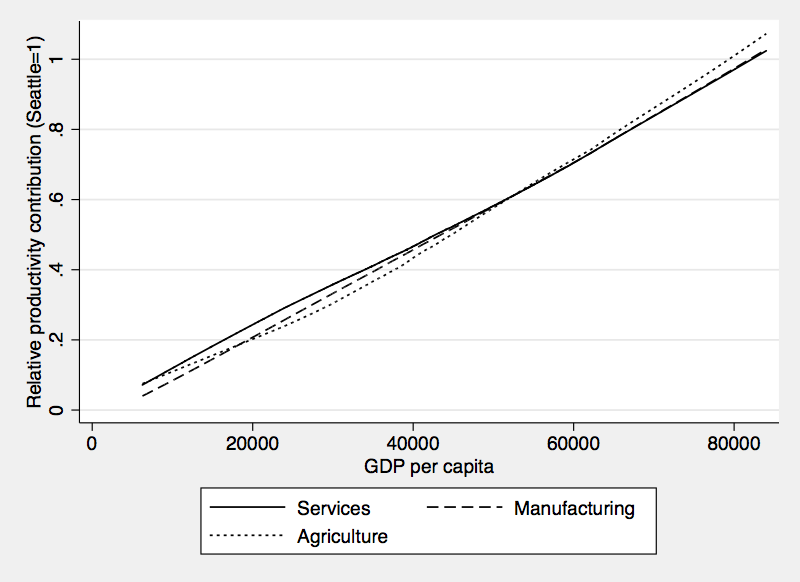 Relative productivity contribution (Seattle=1)
1
.8
.6
.4
.2
0
0 20000 40000 60000 80000
GDP per capita
Services Manufacturing
Agriculture